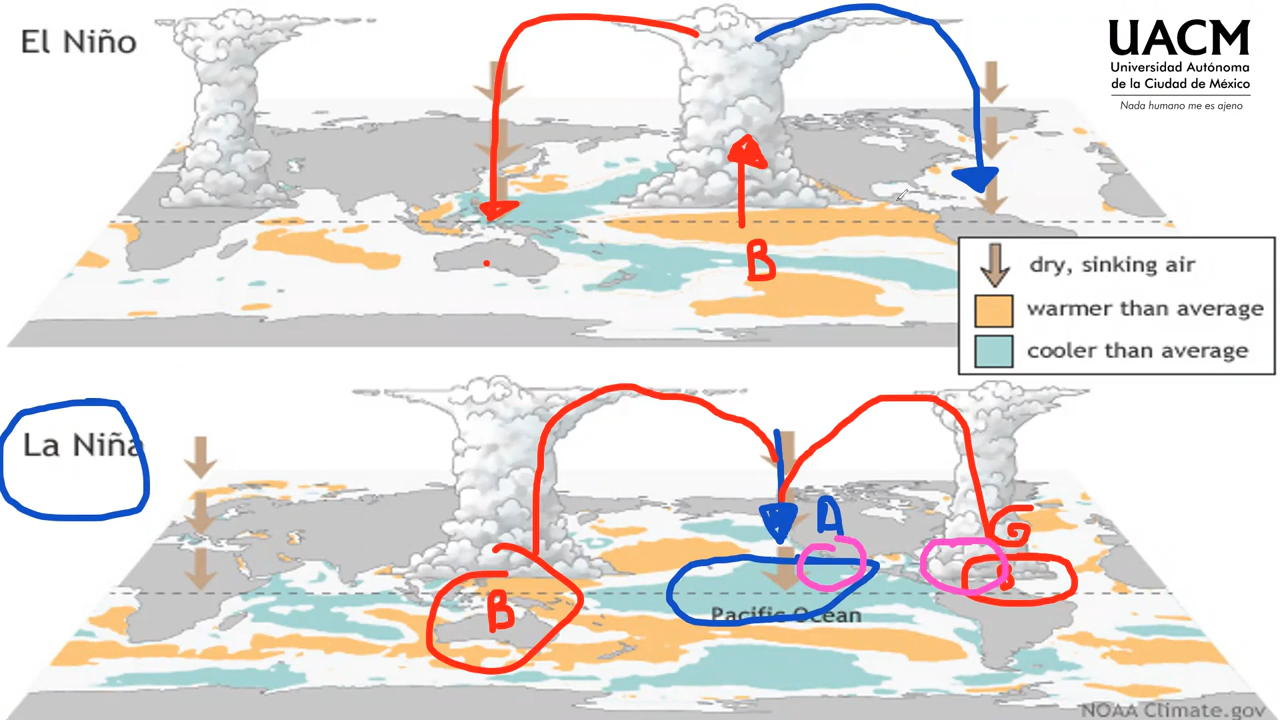 El Niño
UACM
Universidad Autónoma
de la Ciudad de México
Nada humano me es ajeno
B
dry, sinking air
warmer than average
cooler than average
La Niña
A
G
B
B
Pacific Ocean
NOAA Climate.gov